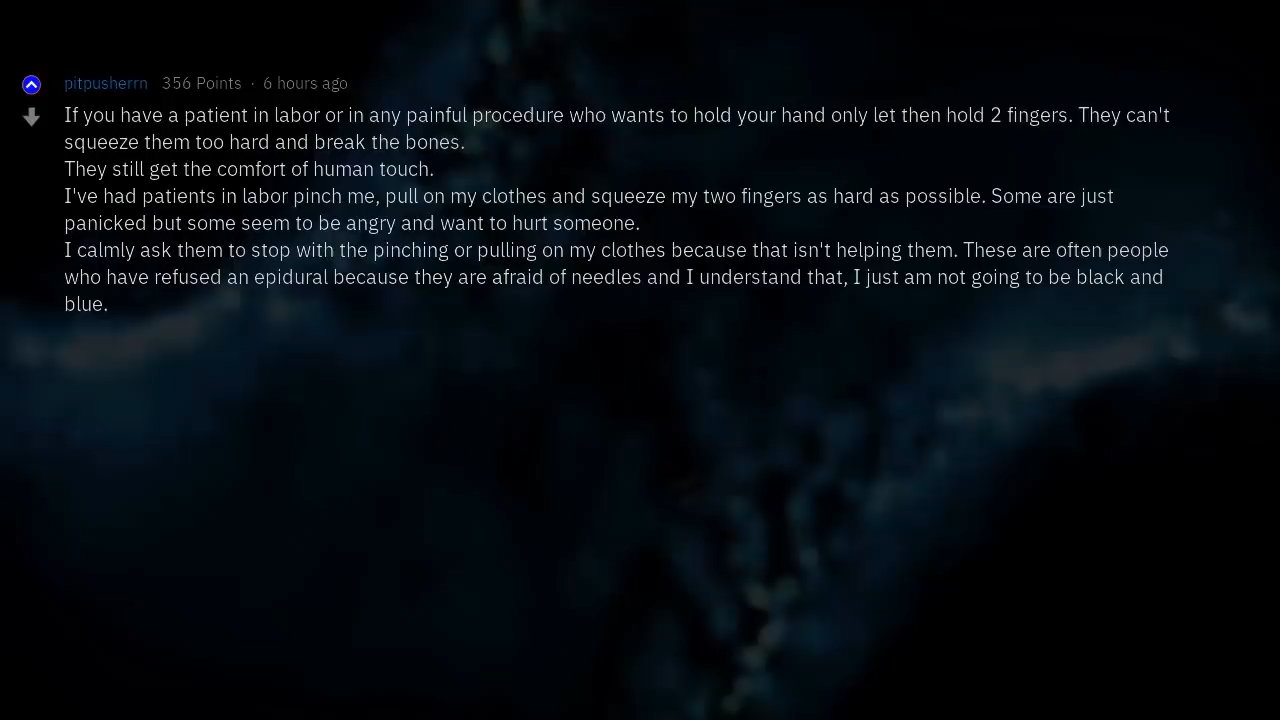 pitpusherrn 356 Points · 6 hours ago
If you have a patient in labor or in any painful procedure who wants to hold your hand only let then hold 2 fingers. They can't
squeeze them too hard and break the bones.
They still get the comfort of human touch.
I've had patients in labor pinch me, pull on my clothes and squeeze my two fingers as hard as possible. Some are just
panicked but some seem to be angry and want to hurt someone.
I calmly ask them to stop with the pinching or pulling on my clothes because that isn't helping them. These are often people
who have refused an epidural because they are afraid of needles and I understand that, I just am not going to be black and
blue.